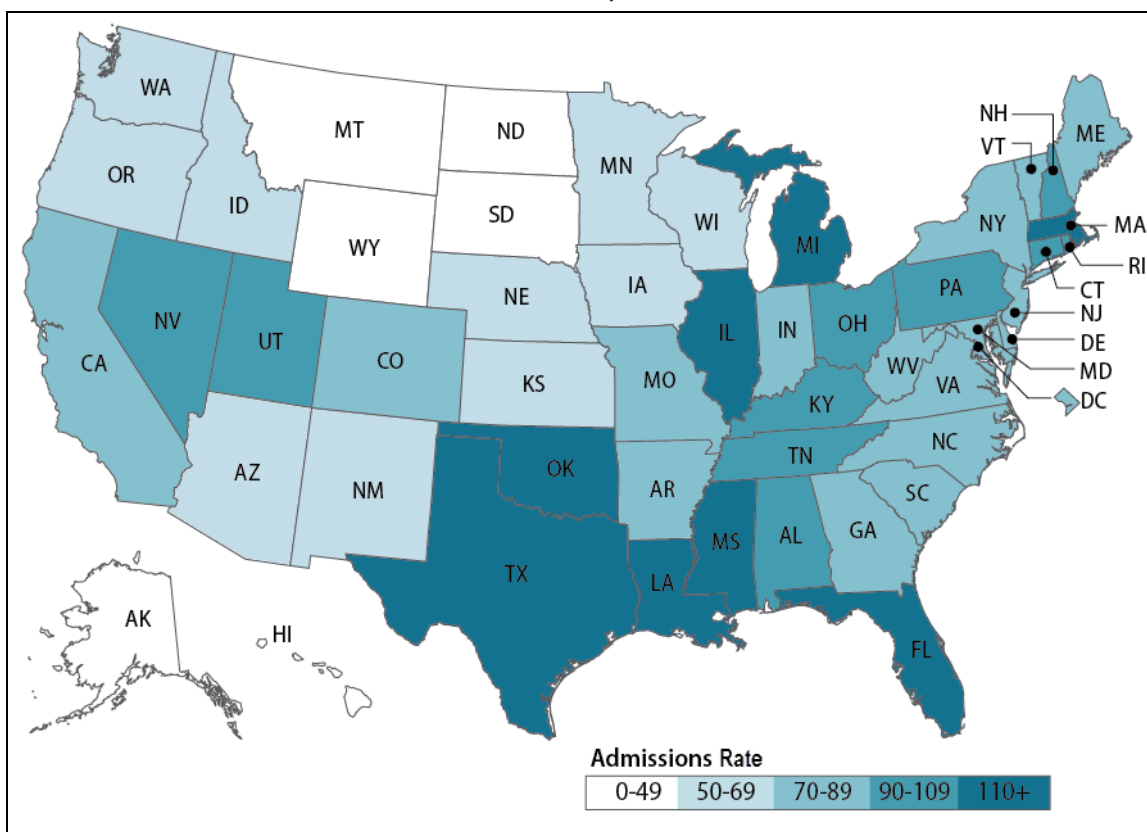 WA
MT
ND
MN
NH
VT
ME
OR
ID
SD
WI
NY
MA
WY
MI
RI
CT
NE
IA
PA
NJ
NV
UT
IL
IN
OH
DE
CA
CO
KS
MO
WV
VA
MD
KY
DC
AZ
NM
OK
AR
TN
NC
SC
MS
AL
GA
TX
LA
AK
HI
FL
Admissions Rate
0-49 50-69 70-89 90-109 110+